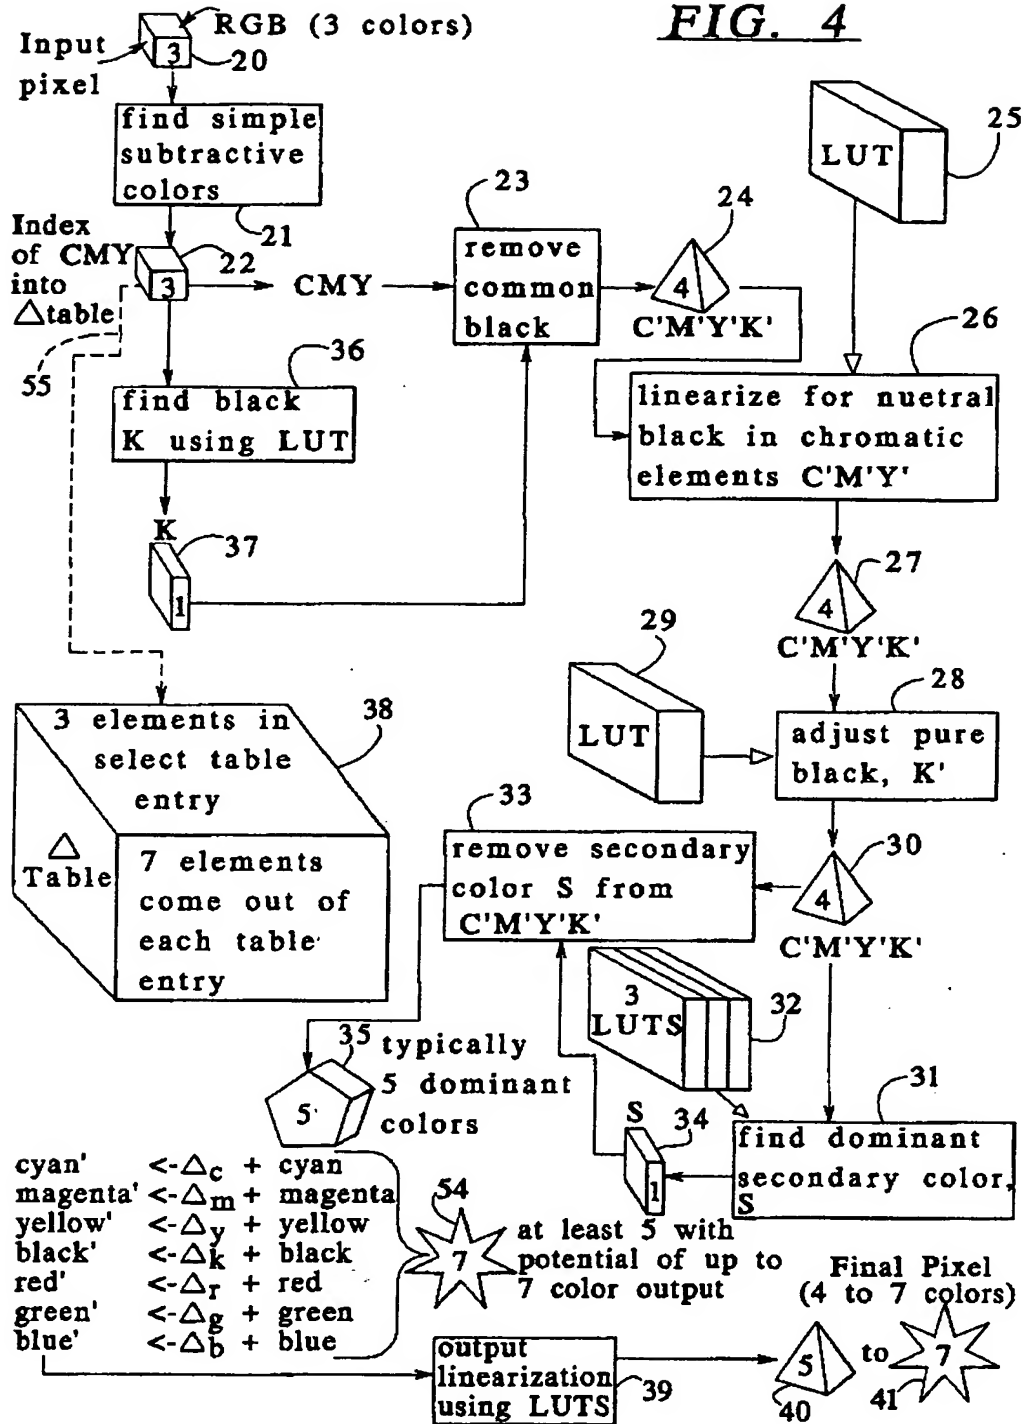 FIG. 4
RGB (3 colors)
Input
pixel
3
20
find simple
subtractive
colors
21
Index
of CMY
into
△table
3
22
CMY
55
23
remove
common
black
24
4
C'M'Y'K'
LUT
25
26
linearize for nuetral
black in chromatic
elements C'M'Y'
36
find black
K using LUT
K
37
1
27
4
C'M'Y'K'
29
LUT
28
adjust pure
black, K'
3 elements in
select table
entry
38
△
Table
7 elements
come out of
each table
entry
33
remove secondary
color S from
C'M'Y'K'
30
4
C'M'Y'K'
3
LUTS
32
31
find dominant
secondary color,
S
S
34
1
35
5
typically
5 dominant
colors
cyan' <-△c + cyan
magenta' <-△m + magenta
yellow' <-△y + yellow
black' <-△k + black
red' <-△r + red
green' <-△g + green
blue' <-△b + blue
54
7
at least 5 with
potential of up to
7 color output
output
linearization
using LUTS
39
Final Pixel
(4 to 7 colors)
5 to 7
40
41